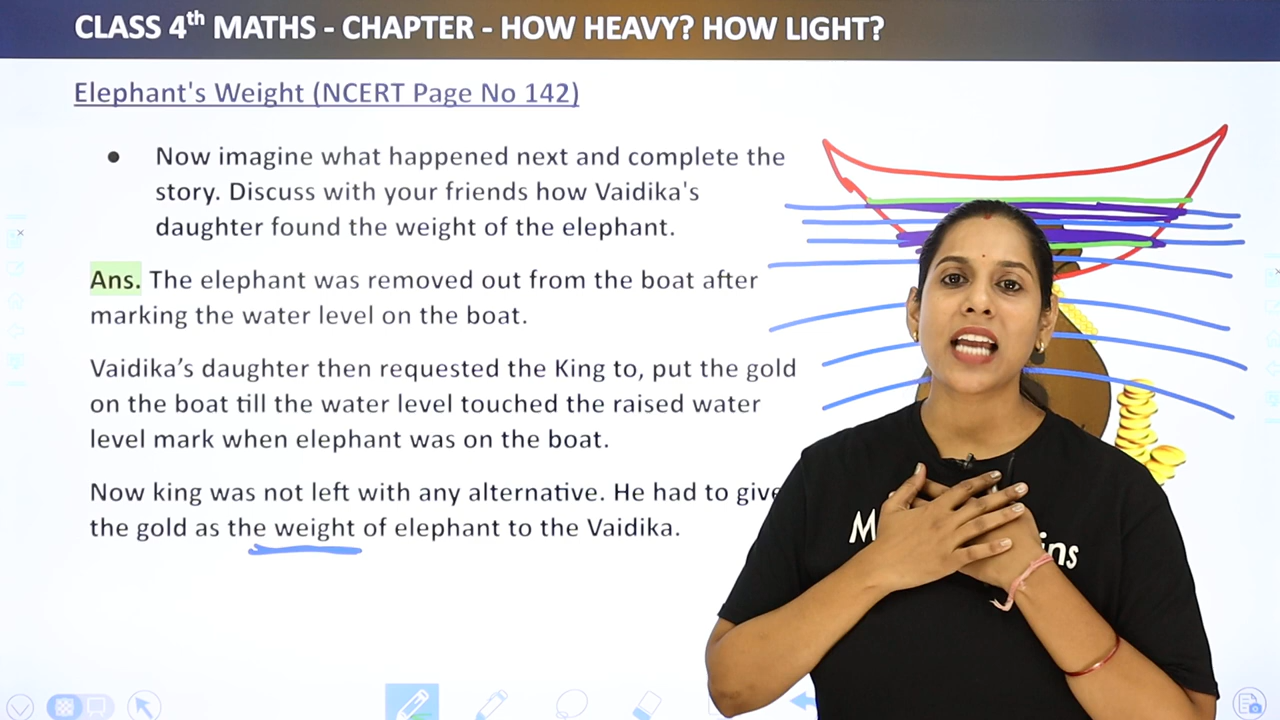 CLASS 4th MATHS - CHAPTER - HOW HEAVY? HOW LIGHT?
Elephant's Weight (NCERT Page No 142)
● Now imagine what happened next and complete the
story. Discuss with your friends how Vaidika's
daughter found the weight of the elephant.
Ans. The elephant was removed out from the boat after
marking the water level on the boat.
Vaidika’s daughter then requested the King to, put the gold
on the boat till the water level touched the raised water
level mark when elephant was on the boat.
Now king was not left with any alternative. He had to give
the gold as the weight of elephant to the Vaidika.